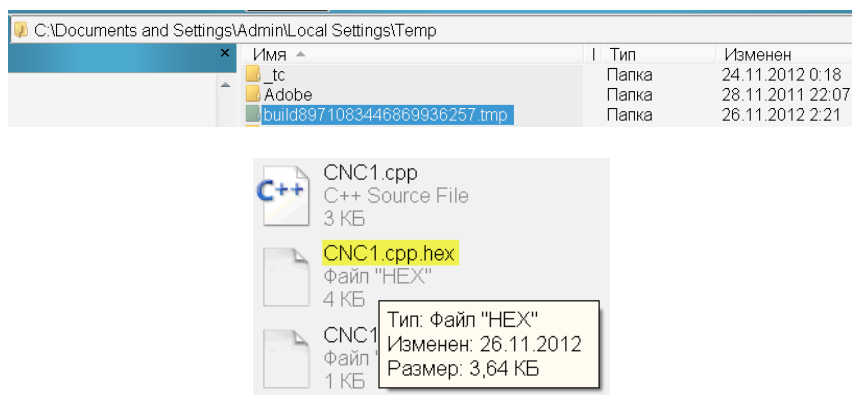 C:\Documents and Settings\Admin\Local Settings\Temp
× Имя Тип Изменен
_tc Папка 24.11.2012 0:18
Adobe Папка 28.11.2011 22:07
build8971083446869936257.tmp Папка 26.11.2012 2:21
C++
CNC1.cpp
C++ Source File
3 КБ
CNC1.cpp.hex
Файл "HEX"
4 КБ
CNC1
Файл "
1 КБ
Тип: Файл "HEX"
Изменен: 26.11.2012
Размер: 3,64 КБ